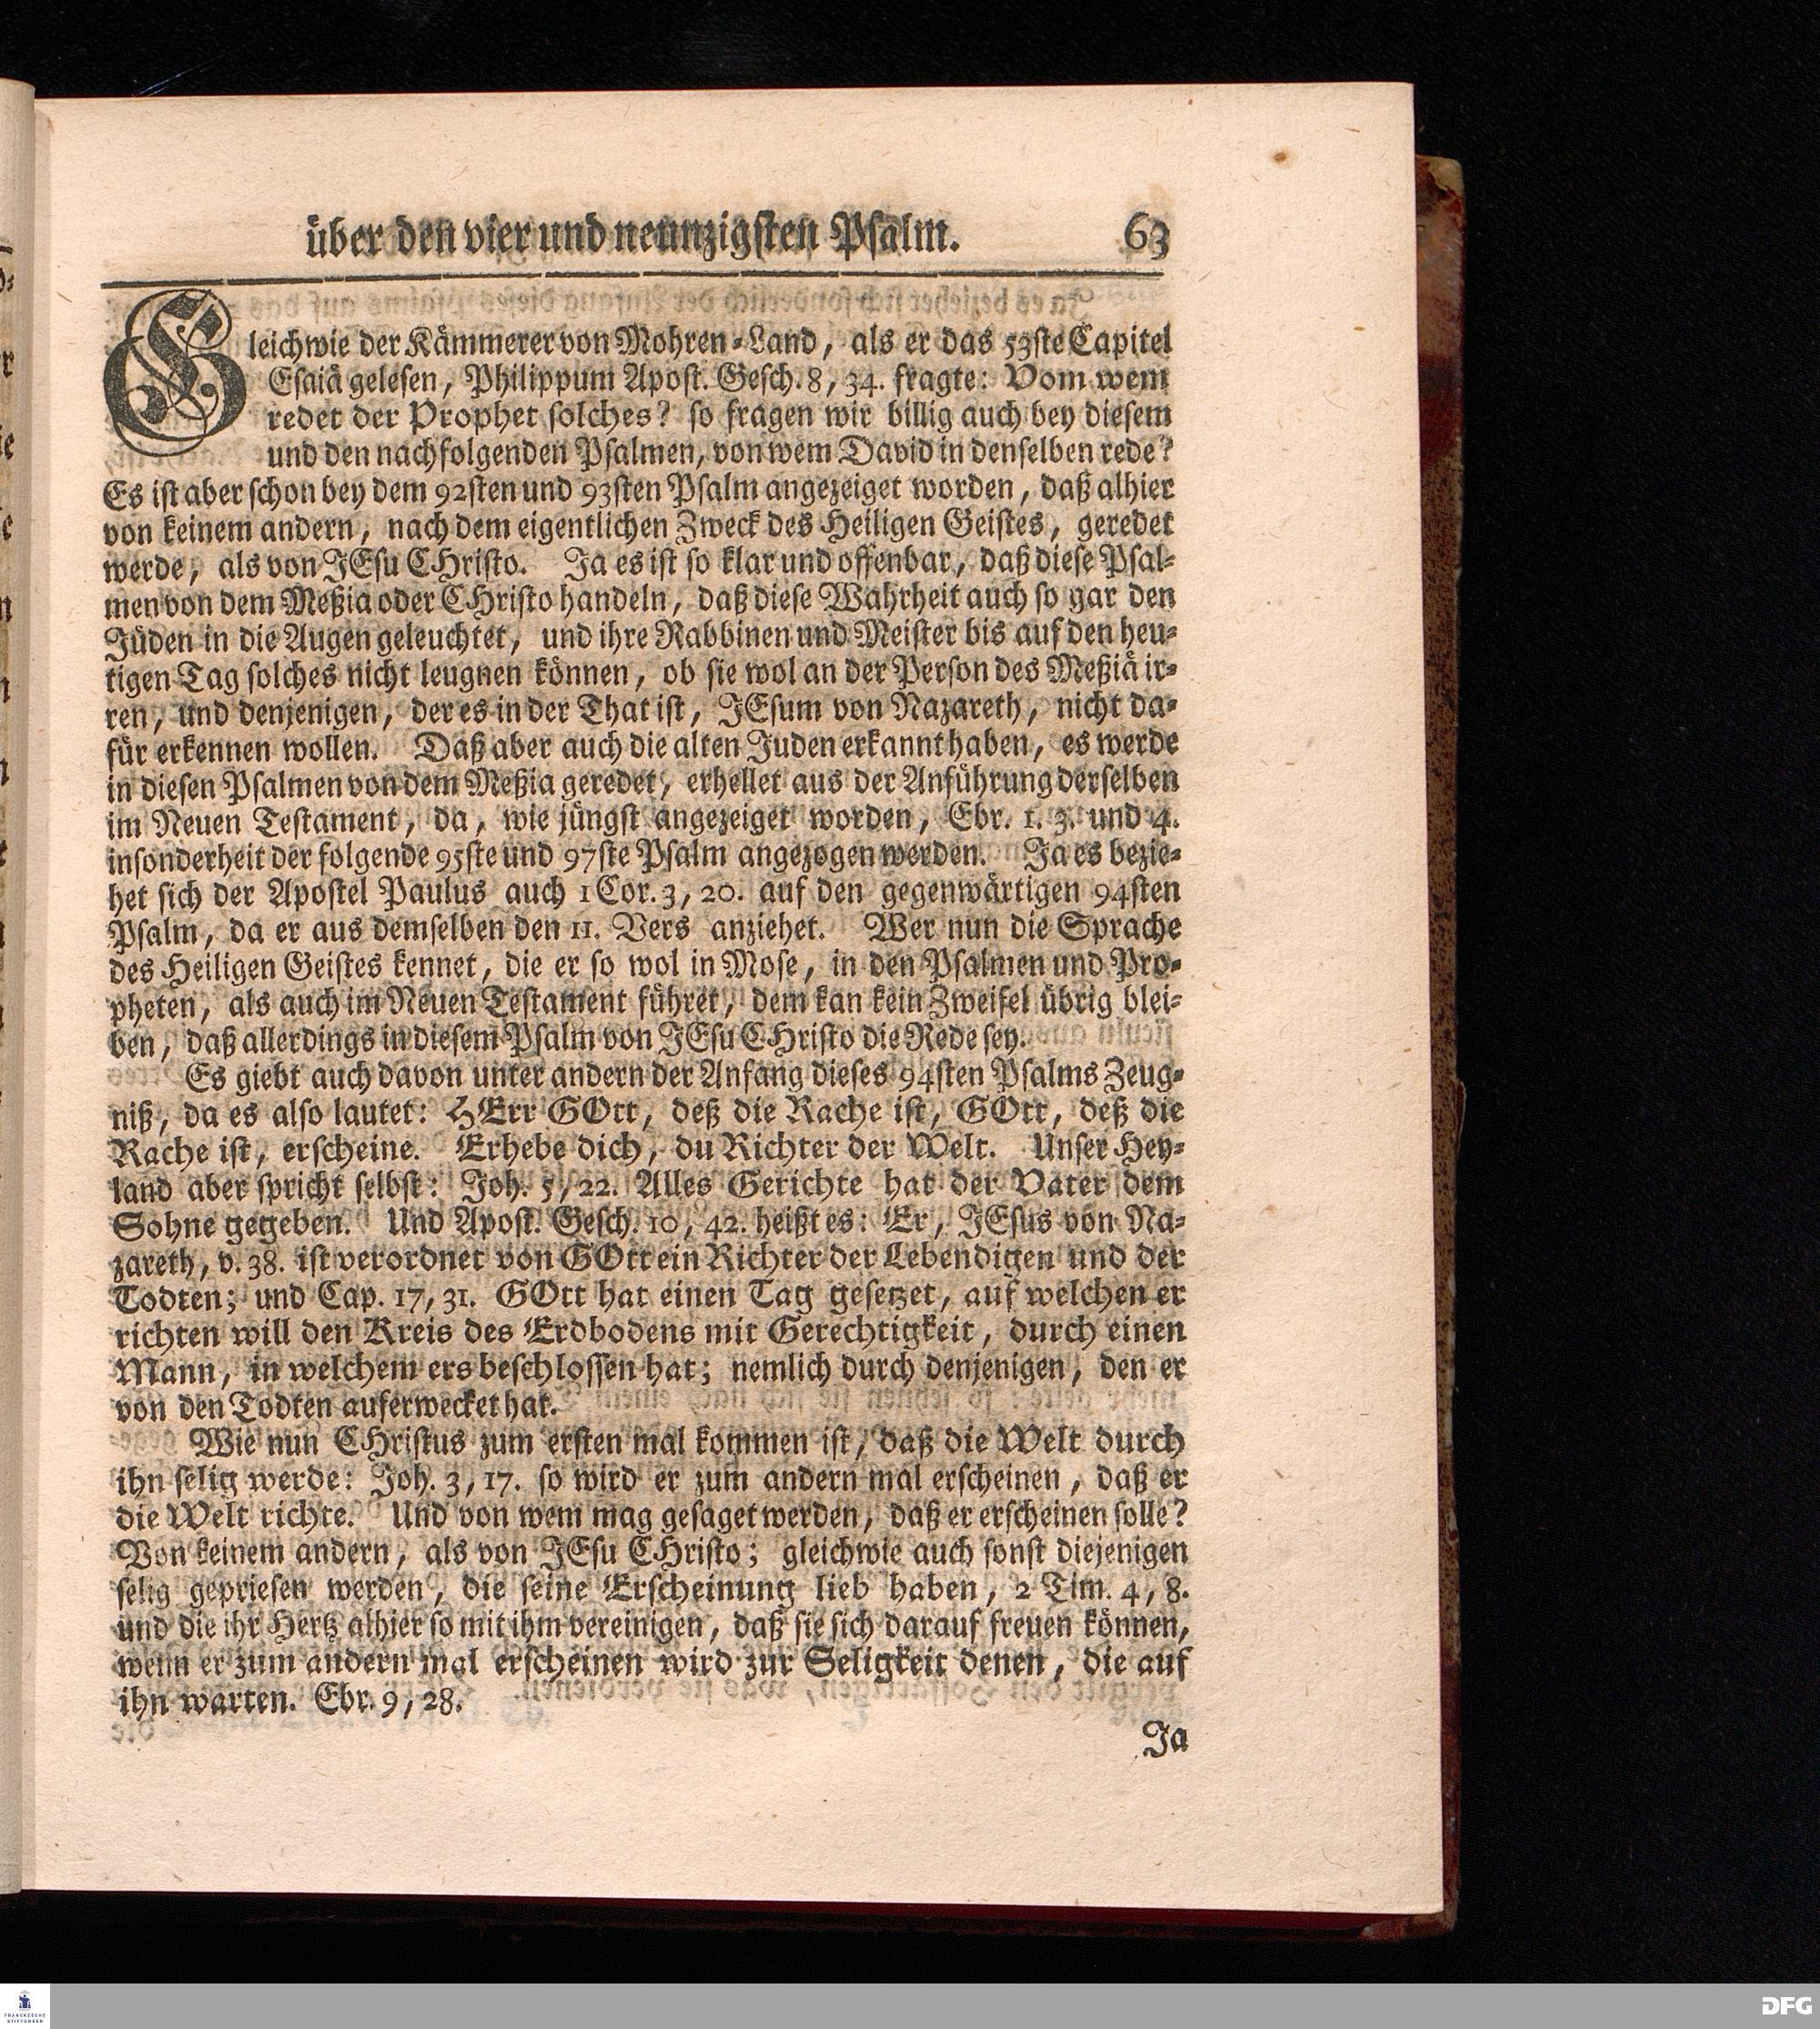 über den vier und neunzigsten Psalm. 63
Gleichwie der Kämmerer von Mohren-Land, als er das 53ste Capitel
Esaiä gelesen, Philippum Apost. Gesch. 8, 34. fragte: Vom wem
redet der Prophet solches? so fragen wir billig auch bey diesem
und den nachfolgenden Psalmen, von wem David in denselben rede?
Es ist aber schon bey dem 92sten und 93sten Psalm angezeiget worden, daß alhier
von keinem andern, nach dem eigentlichen Zweck des Heiligen Geistes, geredet
werde, als von JEsu CHristo. Ja es ist so klar und offenbar, daß diese Psal-
men von dem Meßia oder CHristo handeln, daß diese Wahrheit auch so gar den
Jüden in die Augen geleuchtet, und ihre Rabbinen und Meister bis auf den heu-
tigen Tag solches nicht leugnen können, ob sie wol an der Person des Meßiä ir-
ren, und denjenigen, der es in der That ist, JEsum von Nazareth, nicht da-
für erkennen wollen. Daß aber auch die alten Juden erkannt haben, es werde
in diesen Psalmen von dem Meßia geredet, erhellet aus der Anführung derselben
im Neuen Testament, da, wie jüngst angezeiget worden, Ebr. 1. 3. und 4.
insonderheit der folgende 95ste und 97ste Psalm angezogen werden. Ja es bezie-
het sich der Apostel Paulus auch 1 Cor. 3, 20. auf den gegenwärtigen 94sten
Psalm, da er aus demselben den 11. Vers anziehet. Wer nun die Sprache
des Heiligen Geistes kennet, die er so wol in Mose, in den Psalmen und Pro-
pheten, als auch im Neuen Testament führet, dem kan kein Zweifel übrig blei-
ben, daß allerdings in diesem Psalm von JEsu CHristo die Rede sey.
Es giebt auch davon unter andern der Anfang dieses 94sten Psalms Zeug-
niß, da es also lautet: HErr GOtt, deß die Rache ist, GOtt, deß die
Rache ist, erscheine. Erhebe dich, du Richter der Welt. Unser Hey-
land aber spricht selbst: Joh. 5, 22. Alles Gerichte hat der Vater dem
Sohne gegeben. Und Apost. Gesch. 10, 42. heißt es: Er, JEsus von Na-
zareth, v. 38. ist verordnet von GOtt ein Richter der Lebendigen und der
Todten; und Cap. 17, 31. GOtt hat einen Tag gesetzet, auf welchen er
richten will den Kreis des Erdbodens mit Gerechtigkeit, durch einen
Mann, in welchem ers beschlossen hat; nemlich durch denjenigen, den er
von den Todten auferwecket hat.
Wie nun CHristus zum ersten mal kommen ist, daß die Welt durch
ihn selig werde: Joh. 3, 17. so wird er zum andern mal erscheinen, daß er
die Welt richte. Und von wem mag gesaget werden, daß er erscheinen solle?
Von keinem andern, als von JEsu CHristo; gleichwie auch sonst diejenigen
selig gepriesen werden, die seine Erscheinung lieb haben, 2 Tim. 4, 8.
und die ihr Hertz alhier so mit ihm vereinigen, daß sie sich darauf freuen können,
wenn er zum andern mal erscheinen wird zur Seligkeit denen, die auf
ihn warten. Ebr. 9, 28.
Ja
FRANCKESCHE
STIFTUNGEN
DFG